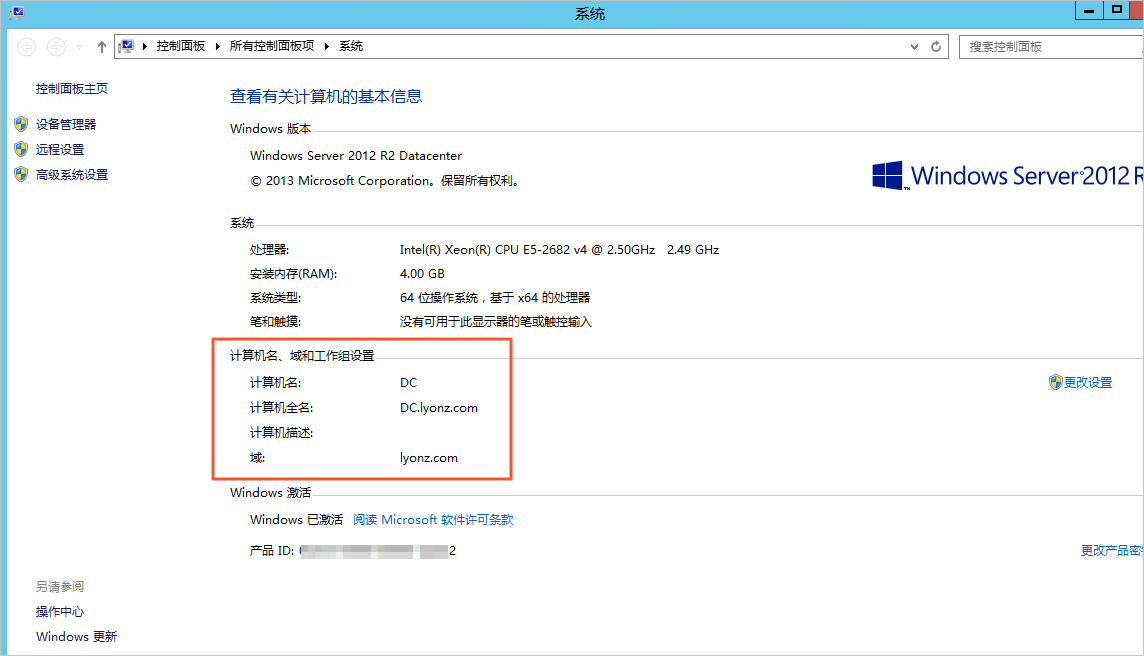 系统
控制面板 所有控制面板项 系统
搜索控制面板
控制面板主页
设备管理器
远程设置
高级系统设置
查看有关计算机的基本信息
Windows 版本
Windows Server 2012 R2 Datacenter
© 2013 Microsoft Corporation。保留所有权利。
Windows Server 2012 R
系统
处理器: Intel(R) Xeon(R) CPU E5-2682 v4 @ 2.50GHz 2.49 GHz
安装内存(RAM): 4.00 GB
系统类型: 64 位操作系统，基于 x64 的处理器
笔和触摸: 没有可用于此显示器的笔或触控输入
计算机名、域和工作组设置
计算机名: DC 更改设置
计算机全名: DC.lyonz.com
计算机描述:
域: lyonz.com
Windows 激活
Windows 已激活 阅读 Microsoft 软件许可条款
产品 ID: 2 更改产品密
另请参阅
操作中心
Windows 更新